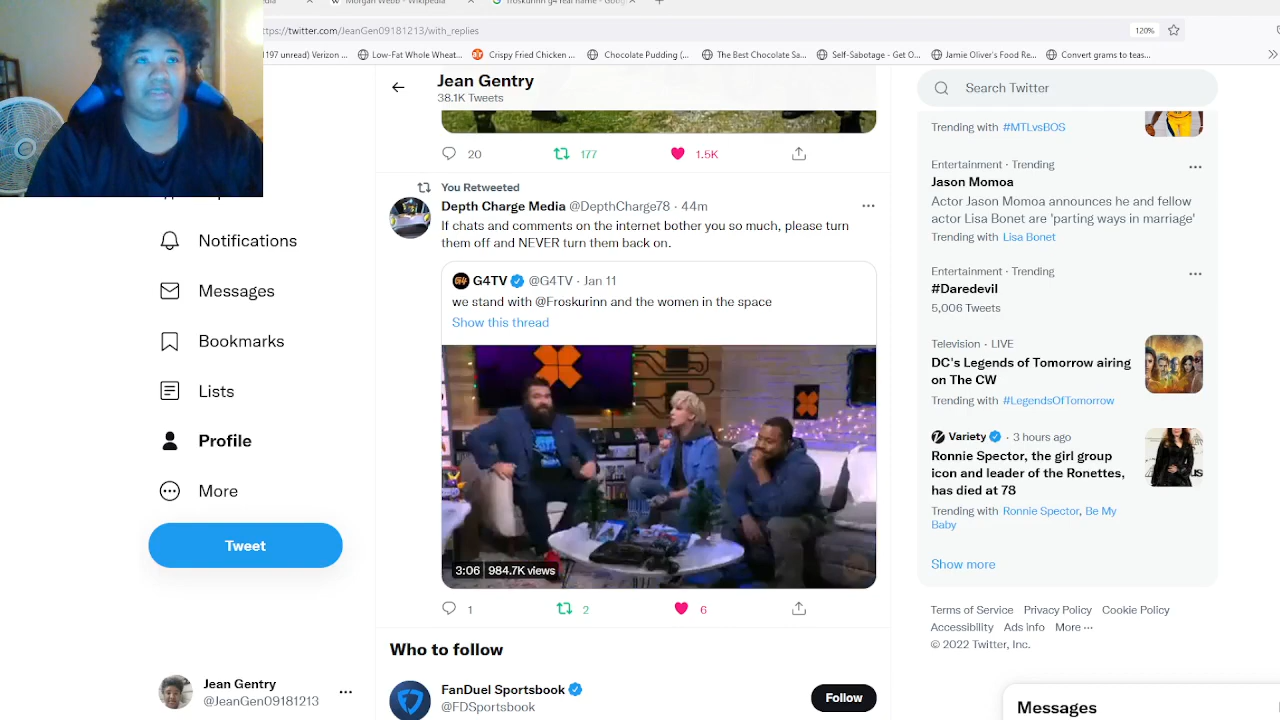 Morgan Webb - Wikipedia
froskurinn g4 real name - Goog
ttps://twitter.com/JeanGen09181213/with_replies
120%
(197 unread) Verizon ...
Low-Fat Whole Wheat...
Crispy Fried Chicken ...
Chocolate Pudding (...
The Best Chocolate Sa...
Self-Sabotage - Get O...
Jamie Oliver's Food Re...
Convert grams to teas...
Notifications
Messages
Bookmarks
Lists
Profile
More
Tweet
Jean Gentry
@JeanGen09181213
Jean Gentry
38.1K Tweets
20
177
1.5K
You Retweeted
Depth Charge Media @DepthCharge78 · 44m
If chats and comments on the internet bother you so much, please turn
them off and NEVER turn them back on.
G4TV @G4TV · Jan 11
we stand with @Froskurinn and the women in the space
Show this thread
3:06 984.7K views
1
2
6
Who to follow
FanDuel Sportsbook
@FDSportsbook
Follow
Search Twitter
Trending with #MTLvsBOS
Entertainment · Trending
Jason Momoa
Actor Jason Momoa announces he and fellow
actor Lisa Bonet are 'parting ways in marriage'
Trending with Lisa Bonet
Entertainment · Trending
#Daredevil
5,006 Tweets
Television · LIVE
DC's Legends of Tomorrow airing
on The CW
Trending with #LegendsOfTomorrow
Variety · 3 hours ago
Ronnie Spector, the girl group
icon and leader of the Ronettes,
has died at 78
Trending with Ronnie Spector, Be My
Baby
Show more
Terms of Service Privacy Policy Cookie Policy
Accessibility Ads info More ···
© 2022 Twitter, Inc.
Messages